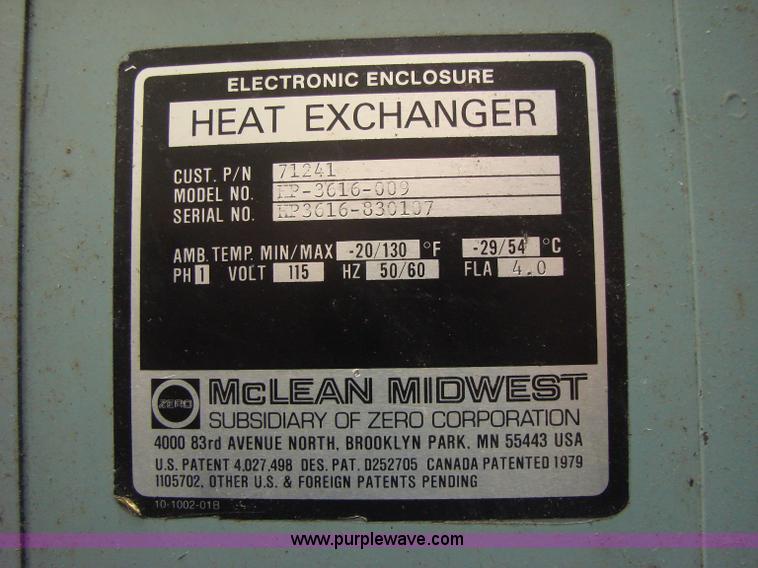 ELECTRONIC ENCLOSURE
HEAT EXCHANGER
CUST. P/N 71241
MODEL NO. HP-3616-009
SERIAL NO. HP3616-830107
AMB. TEMP. MIN/MAX -20/130 °F -29/54 °C
PH 1 VOLT 115 HZ 50/60 FLA 4.0
ZERO McLEAN MIDWEST
SUBSIDIARY OF ZERO CORPORATION
4000 83rd AVENUE NORTH, BROOKLYN PARK, MN 55443 USA
U.S. PATENT 4,027,498 DES. PAT. D252705 CANADA PATENTED 1979
1105702, OTHER U.S. & FOREIGN PATENTS PENDING
10-1002-01B
www.purplewave.com